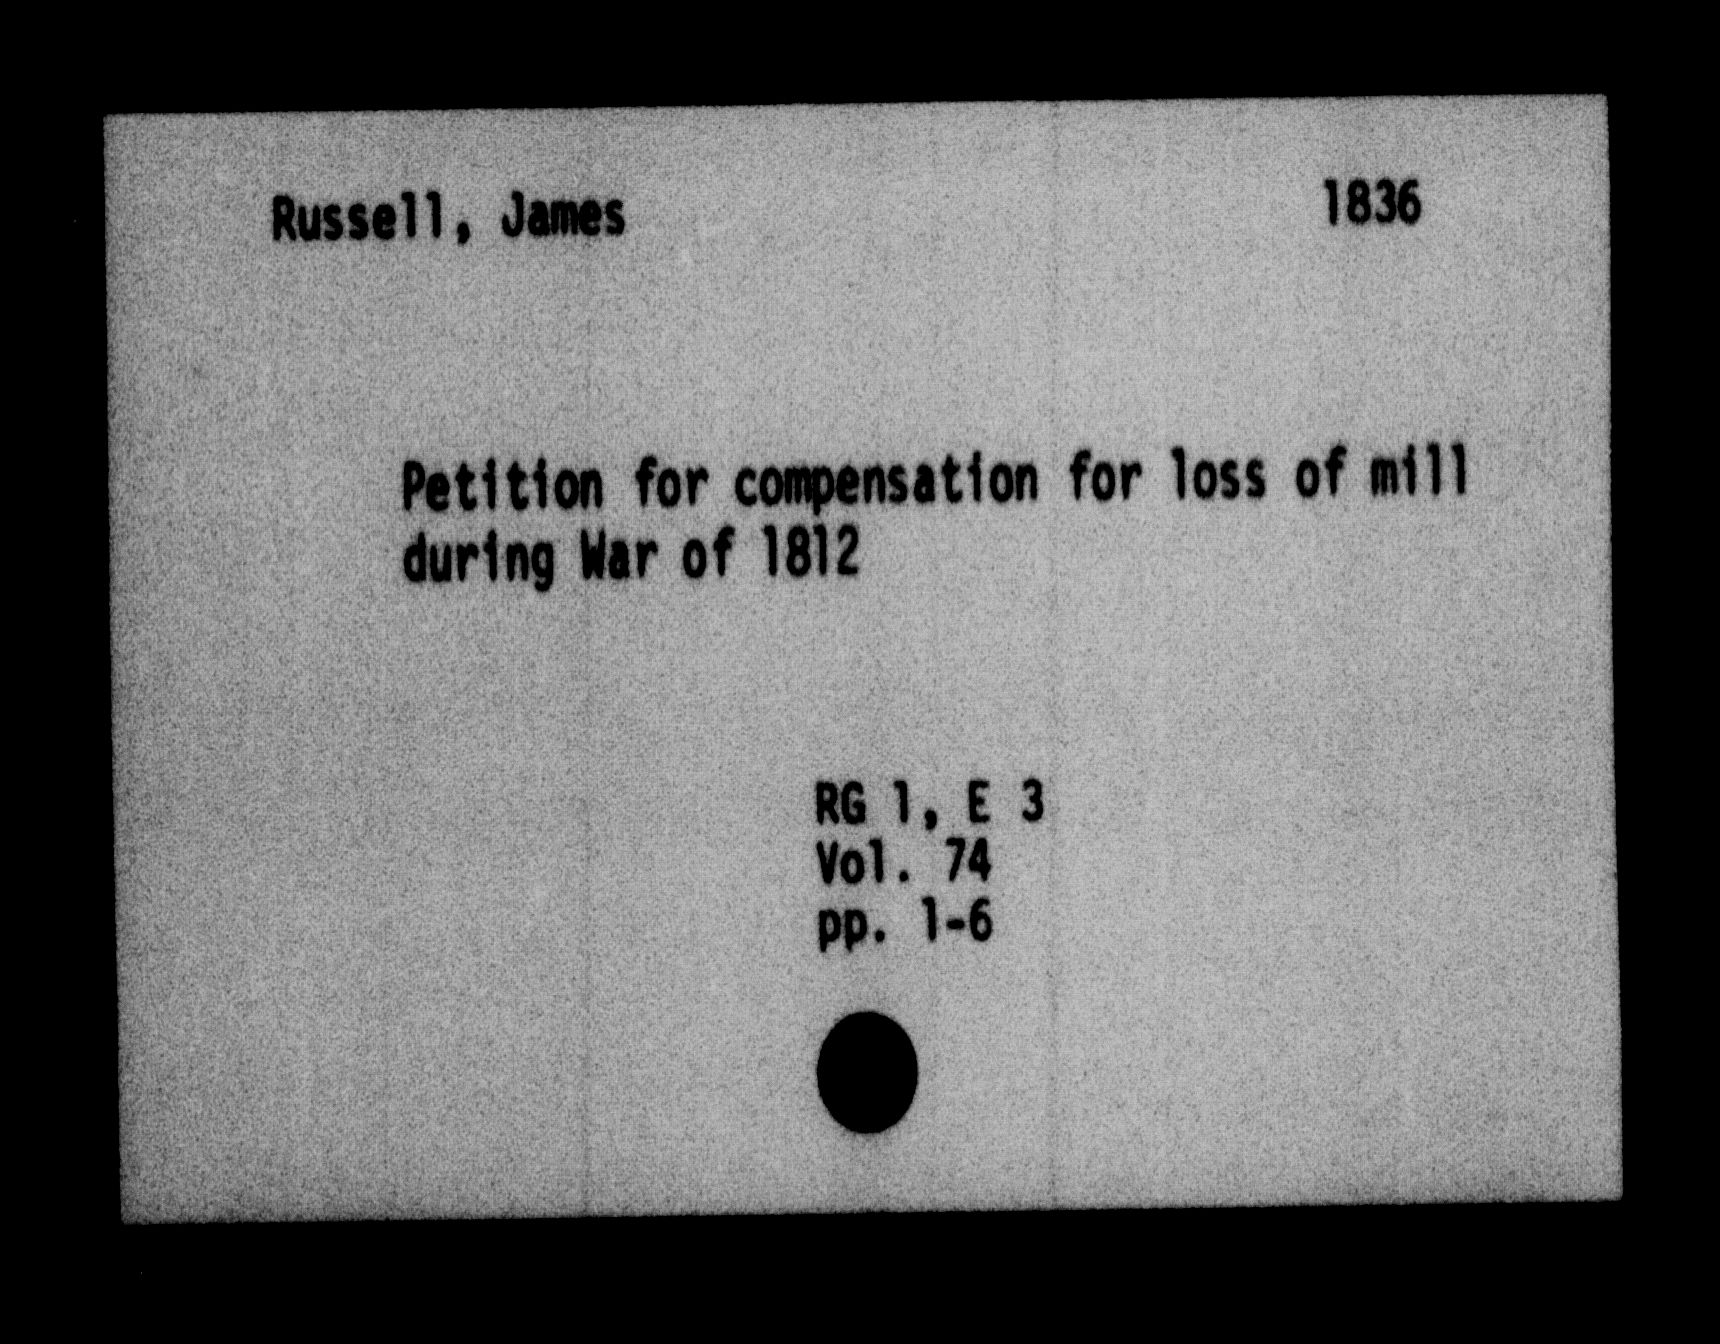 Russell, James 1836
Petition for compensation for loss of mill
during War of 1812
RG 1, E 3
Vol. 74
pp. 1-6